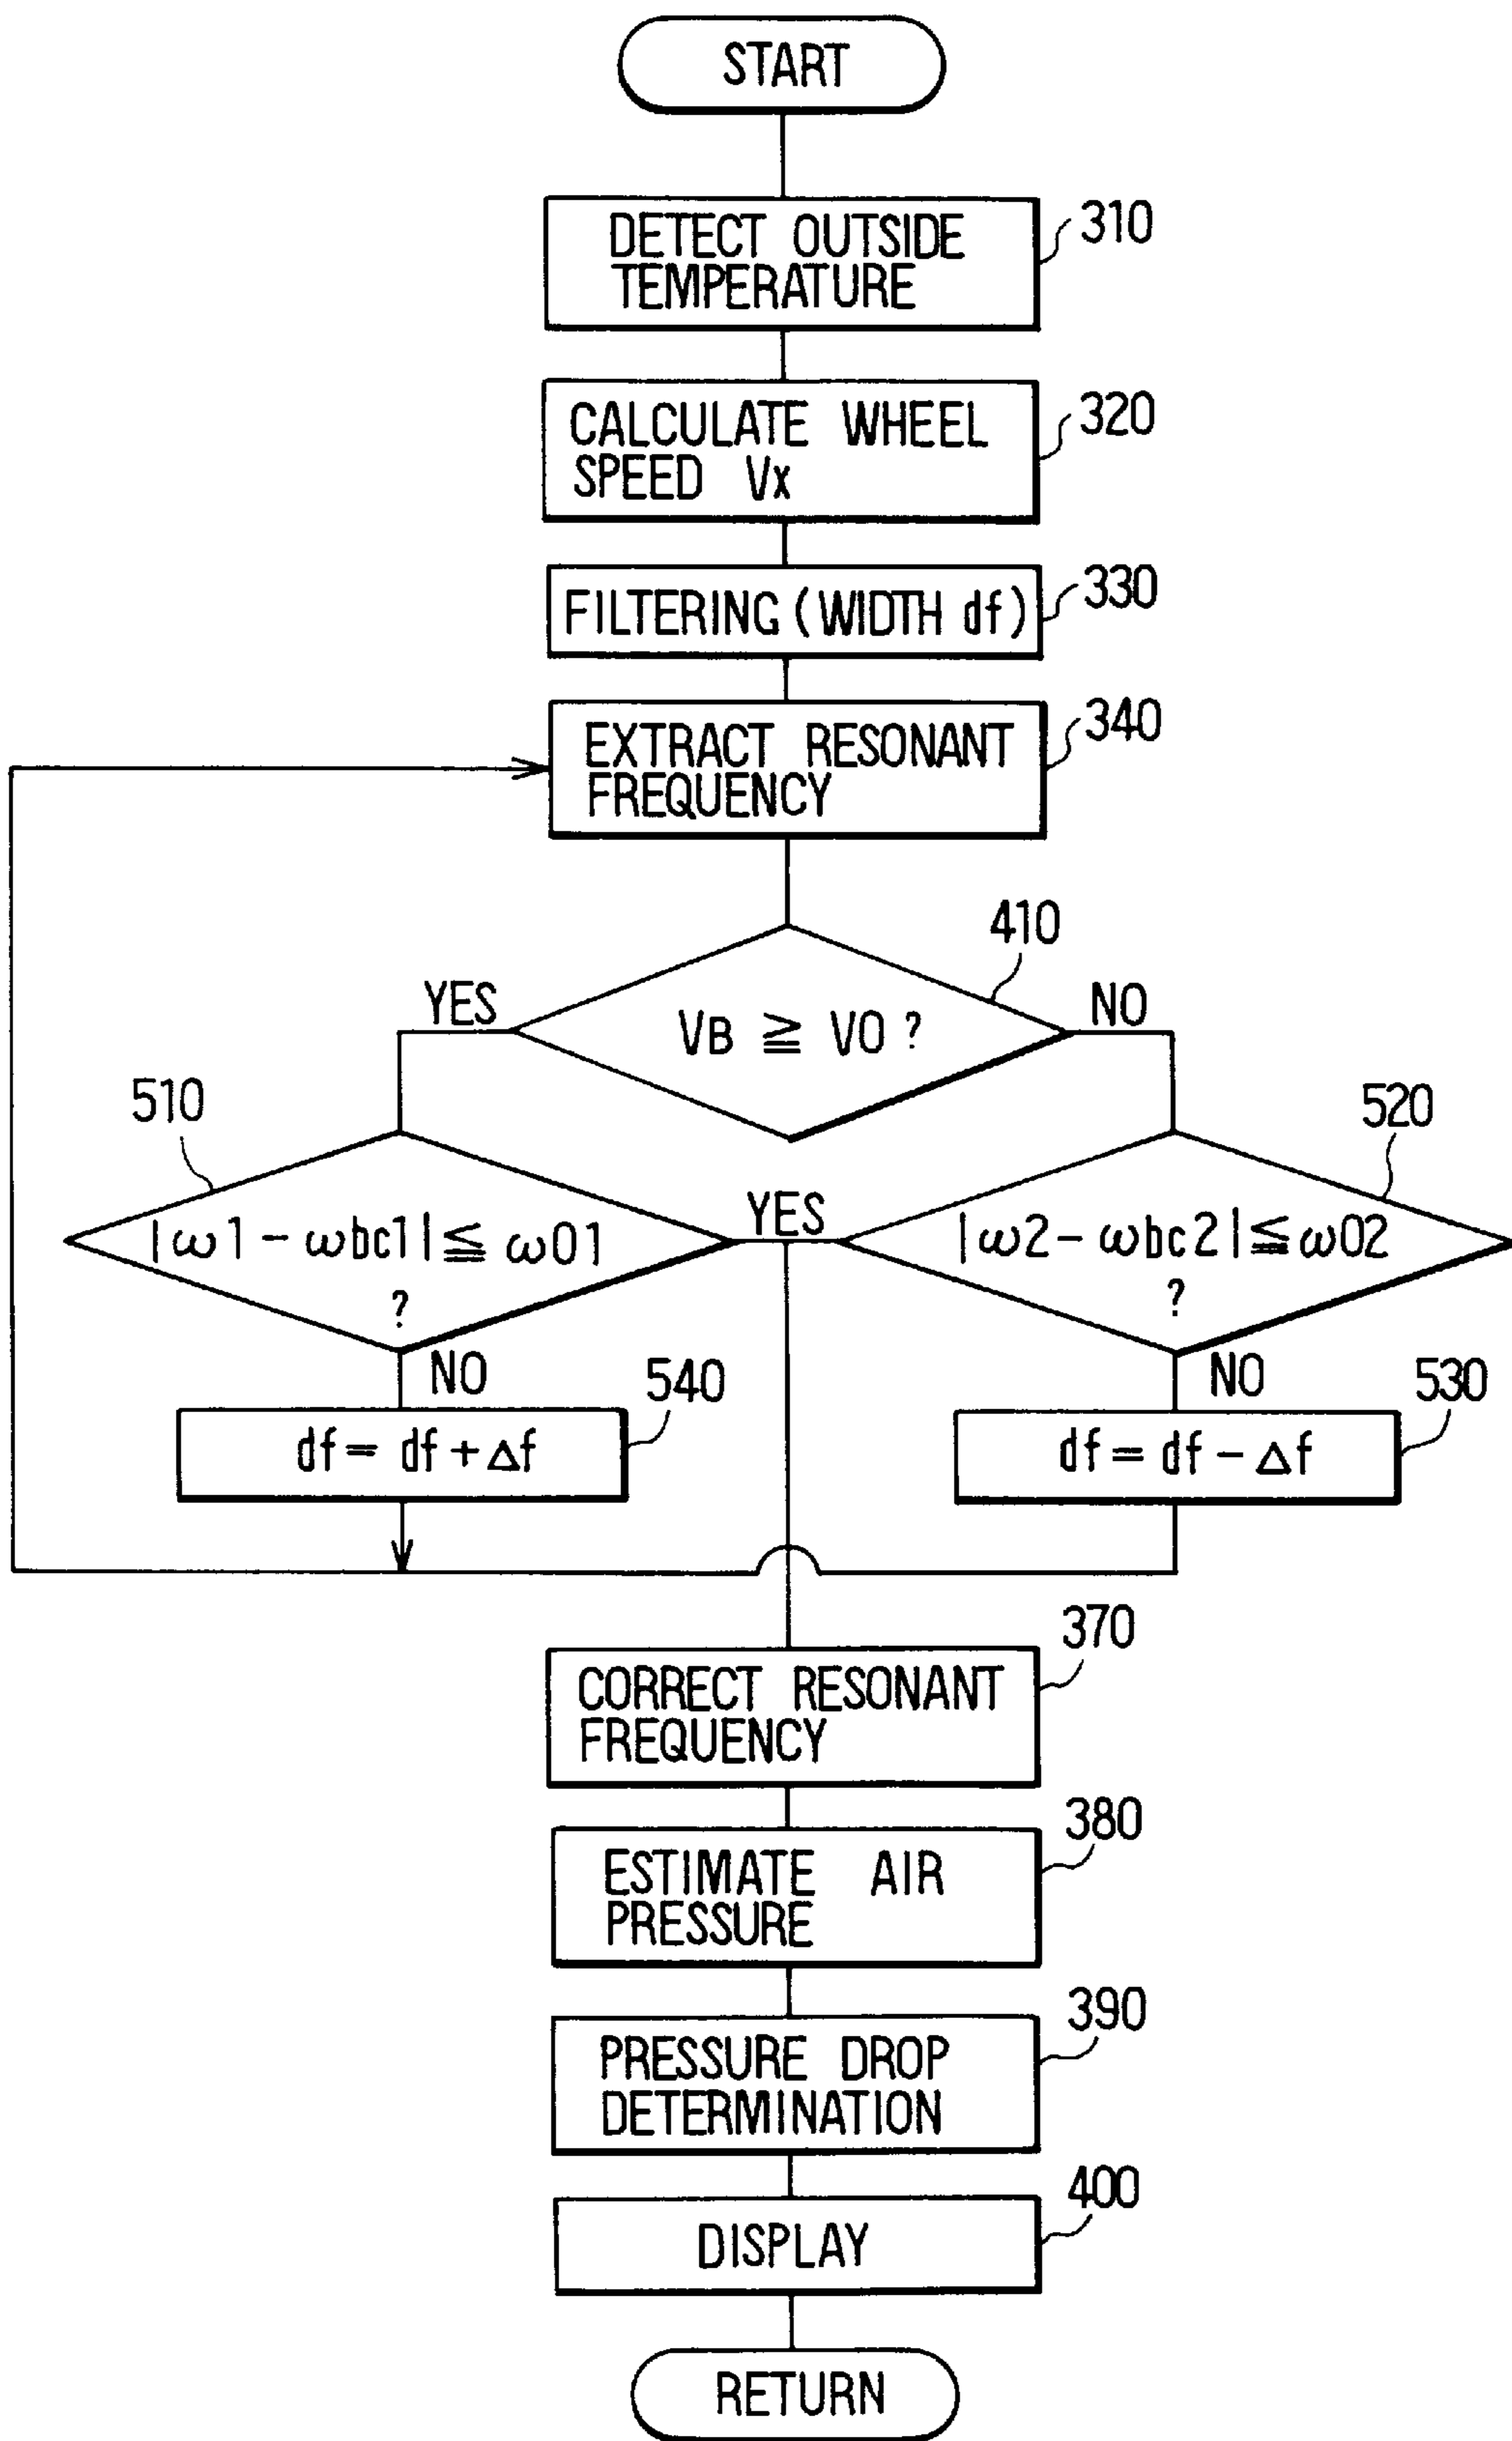 START
DETECT OUTSIDE
TEMPERATURE
310
CALCULATE WHEEL
SPEED Vx
320
FILTERING (WIDTH df)
330
EXTRACT RESONANT
FREQUENCY
340
410
YES
VB ≧ V0 ?
NO
510
520
|ω1 - ωbc1| ≦ ω01
?
YES
|ω2 - ωbc2| ≦ ω02
?
NO
540
NO
530
df = df + Δf
df = df - Δf
370
CORRECT RESONANT
FREQUENCY
380
ESTIMATE AIR
PRESSURE
390
PRESSURE DROP
DETERMINATION
400
DISPLAY
RETURN